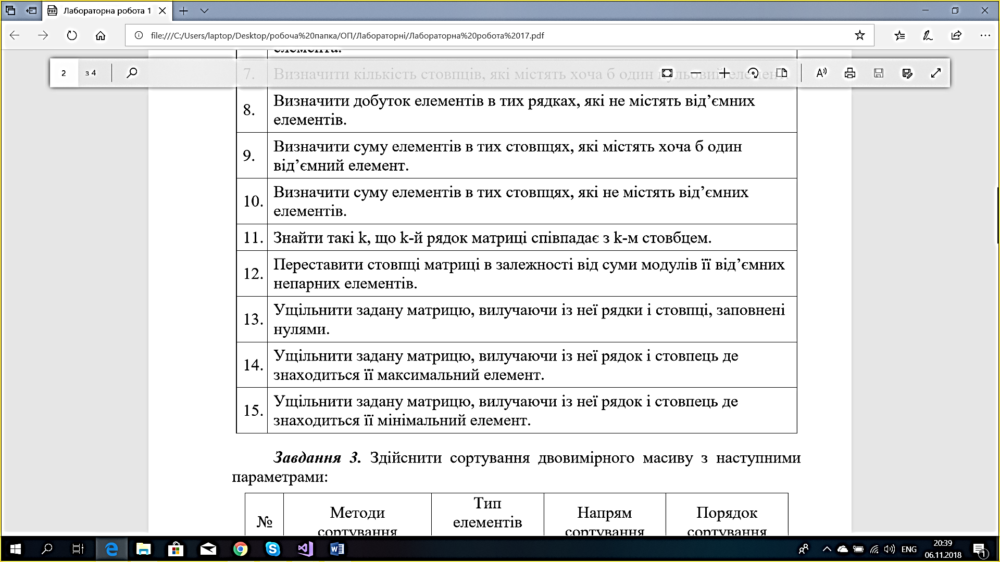 Лабораторна робота 1
file:///C:/Users/laptop/Desktop/робоча%20папка/ОП/Лабораторні/Лабораторна%20робота%2017.pdf
елемента.
2 з 4
7. Визначити кількість стовпців, які містять хоча б один нульовий елемент.
8. Визначити добуток елементів в тих рядках, які не містять від’ємних
елементів.
9. Визначити суму елементів в тих стовпцях, які містять хоча б один
від’ємний елемент.
10. Визначити суму елементів в тих стовпцях, які не містять від’ємних
елементів.
11. Знайти такі k, що k-й рядок матриці співпадає з k-м стовбцем.
12. Переставити стовпці матриці в залежності від суми модулів її від’ємних
непарних елементів.
13. Ущільнити задану матрицю, вилучаючи із неї рядки і стовпці, заповнені
нулями.
14. Ущільнити задану матрицю, вилучаючи із неї рядок і стовпець де
знаходиться її максимальний елемент.
15. Ущільнити задану матрицю, вилучаючи із неї рядок і стовпець де
знаходиться її мінімальний елемент.
Завдання 3. Здійснити сортування двовимірного масиву з наступними
параметрами:
№
Методи
сортування
Тип
елементів
Напрям
сортування
Порядок
сортування
ENG
20:39
06.11.2018
1